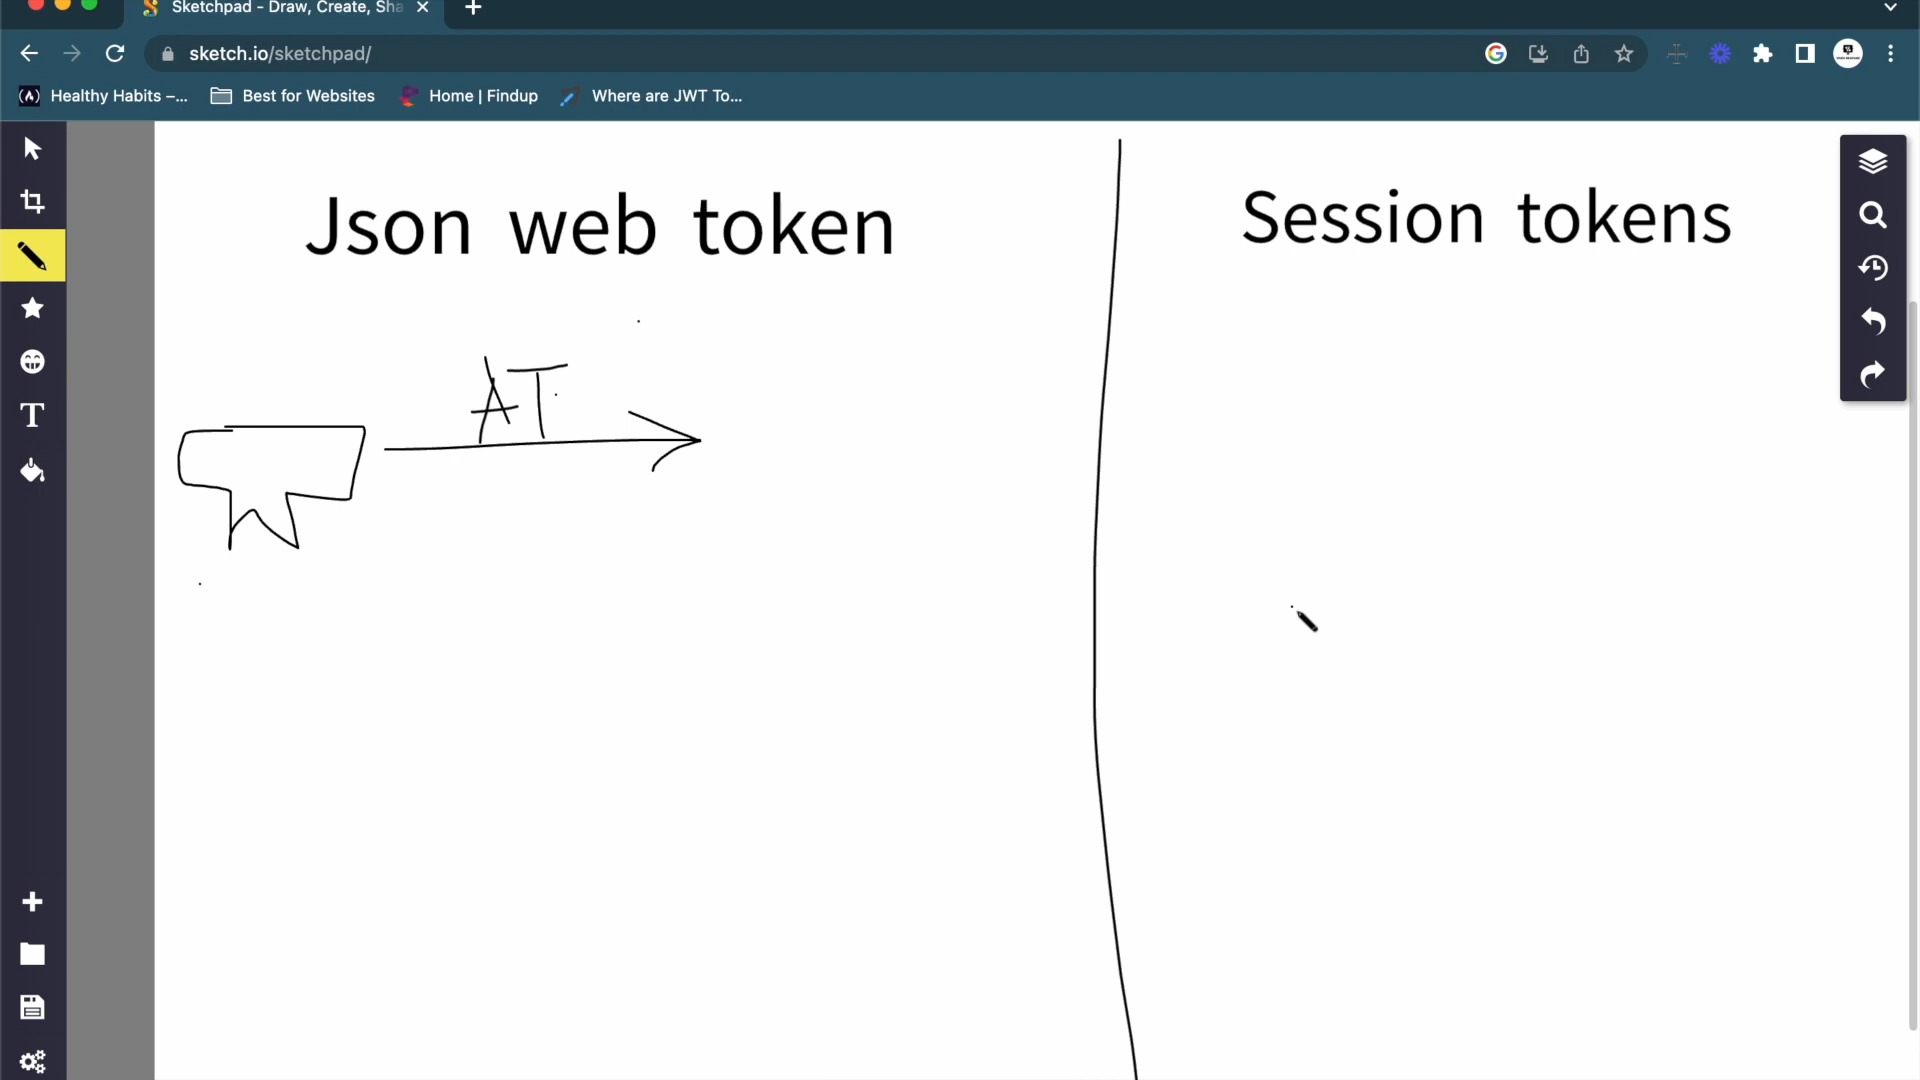 Sketchpad - Draw, Create, Sha
sketch.io/sketchpad/
Healthy Habits –...
Best for Websites
Home | Findup
Where are JWT To...
Json web token
Session tokens
AT
T